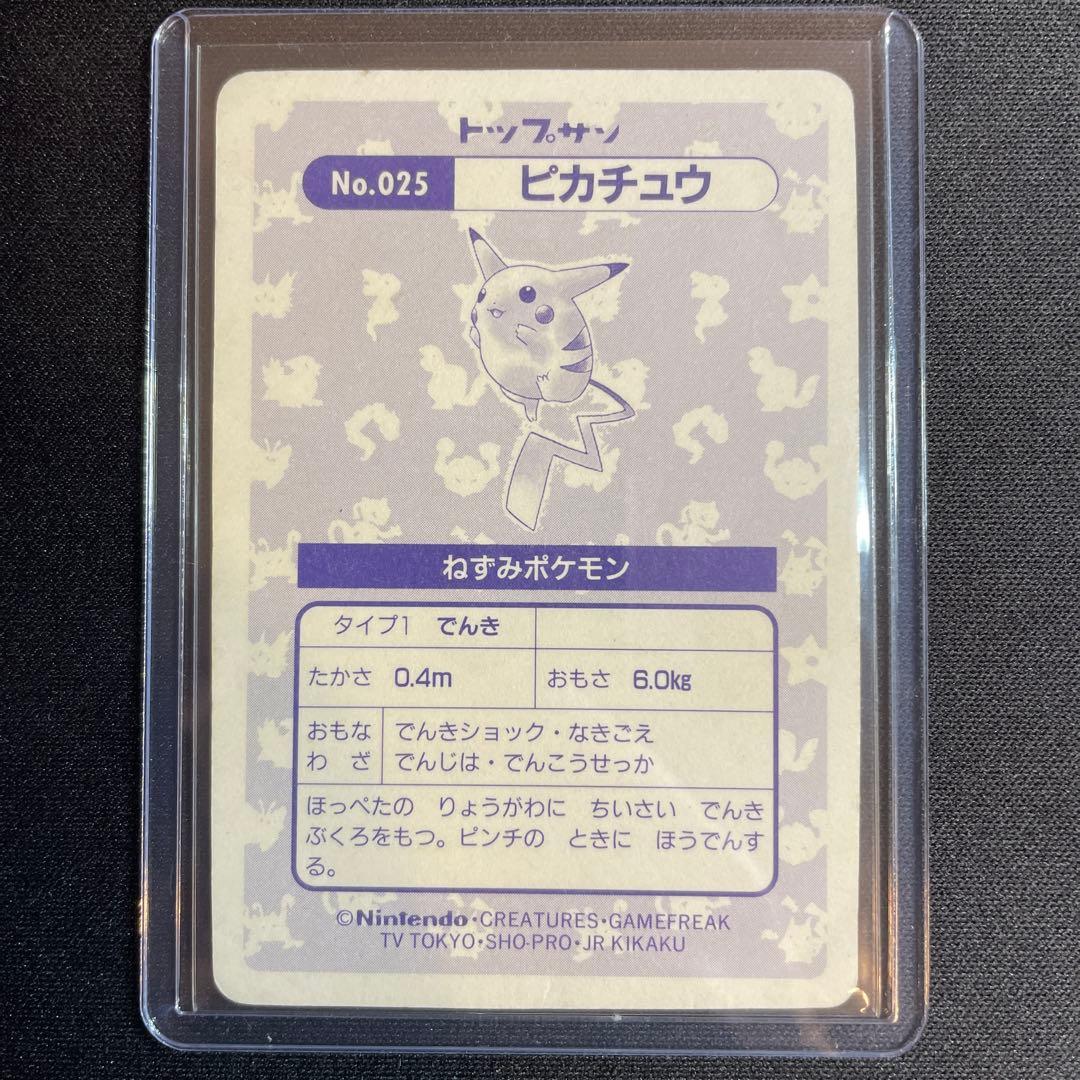 トップサン
No.025 ピカチュウ
ねずみポケモン
タイプ1 でんき
たかさ 0.4m おもさ 6.0kg
おもな でんきショック・なきごえ
わ ざ でんじは・でんこうせっか
ほっぺたの りょうがわに ちいさい でんき
ぶくろをもつ。ピンチの ときに ほうでんす
る。
©Nintendo・CREATURES・GAMEFREAK
TV TOKYO・SHO-PRO・JR KIKAKU